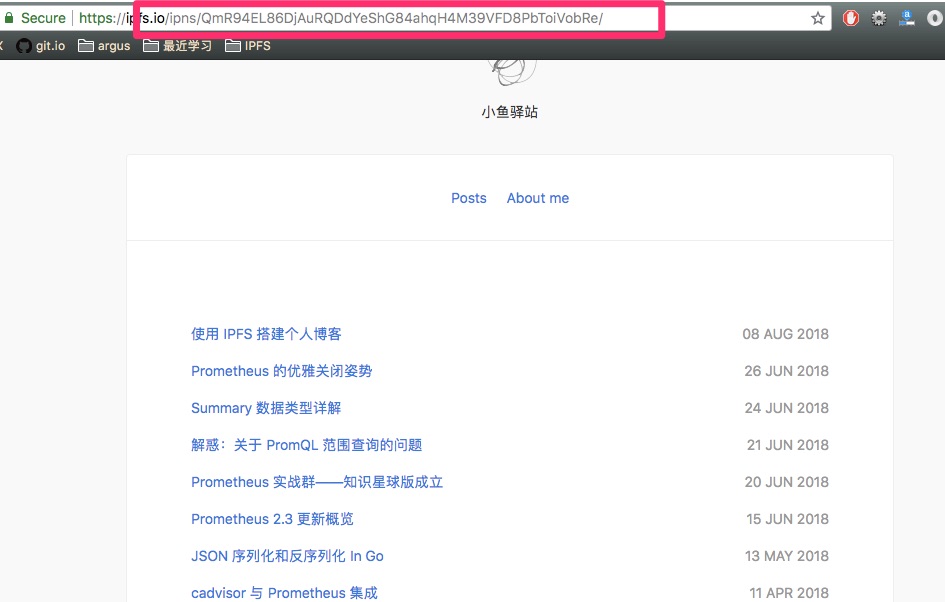 Secure https://ipfs.io/ipns/QmR94EL86DjAuRQDdYeShG84ahqH4M39VFD8PbToiVobRe/
git.io argus 最近学习 IPFS
小鱼驿站
Posts About me
使用 IPFS 搭建个人博客 08 AUG 2018
Prometheus 的优雅关闭姿势 26 JUN 2018
Summary 数据类型详解 24 JUN 2018
解惑：关于 PromQL 范围查询的问题 21 JUN 2018
Prometheus 实战群——知识星球版成立 20 JUN 2018
Prometheus 2.3 更新概览 15 JUN 2018
JSON 序列化和反序列化 In Go 13 MAY 2018
cadvisor 与 Prometheus 集成 11 APR 2018